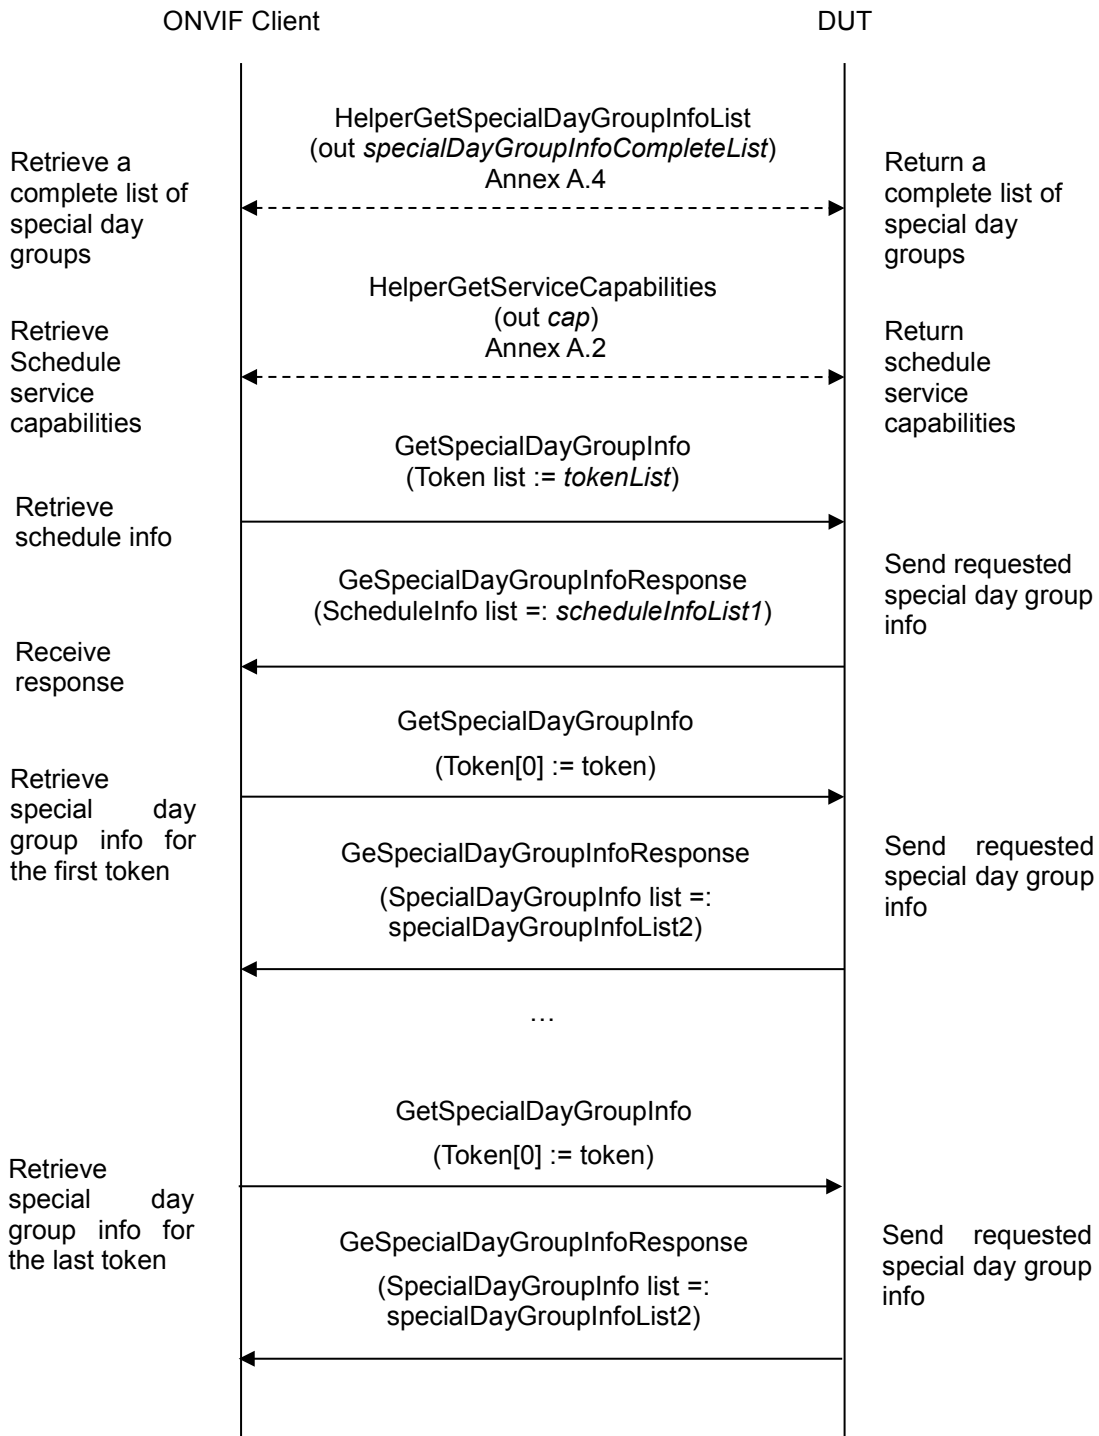 ONVIF Client
DUT
HelperGetSpecialDayGroupInfoList
(out specialDayGroupInfoCompleteList)
Annex A.4
Retrieve a
complete list of
special day
groups
Return a
complete list of
special day
groups
HelperGetServiceCapabilities
(out cap)
Annex A.2
Retrieve
Schedule
service
capabilities
Return
schedule
service
capabilities
GetSpecialDayGroupInfo
(Token list := tokenList)
Retrieve
schedule info
GeSpecialDayGroupInfoResponse
(ScheduleInfo list =: scheduleInfoList1)
Send requested
special day group
info
Receive
response
GetSpecialDayGroupInfo
(Token[0] := token)
Retrieve
special day
group info for
the first token
GeSpecialDayGroupInfoResponse
(SpecialDayGroupInfo list =:
specialDayGroupInfoList2)
Send requested
special day group
info
…
GetSpecialDayGroupInfo
(Token[0] := token)
Retrieve
special day
group info for
the last token
GeSpecialDayGroupInfoResponse
(SpecialDayGroupInfo list =:
specialDayGroupInfoList2)
Send requested
special day group
info